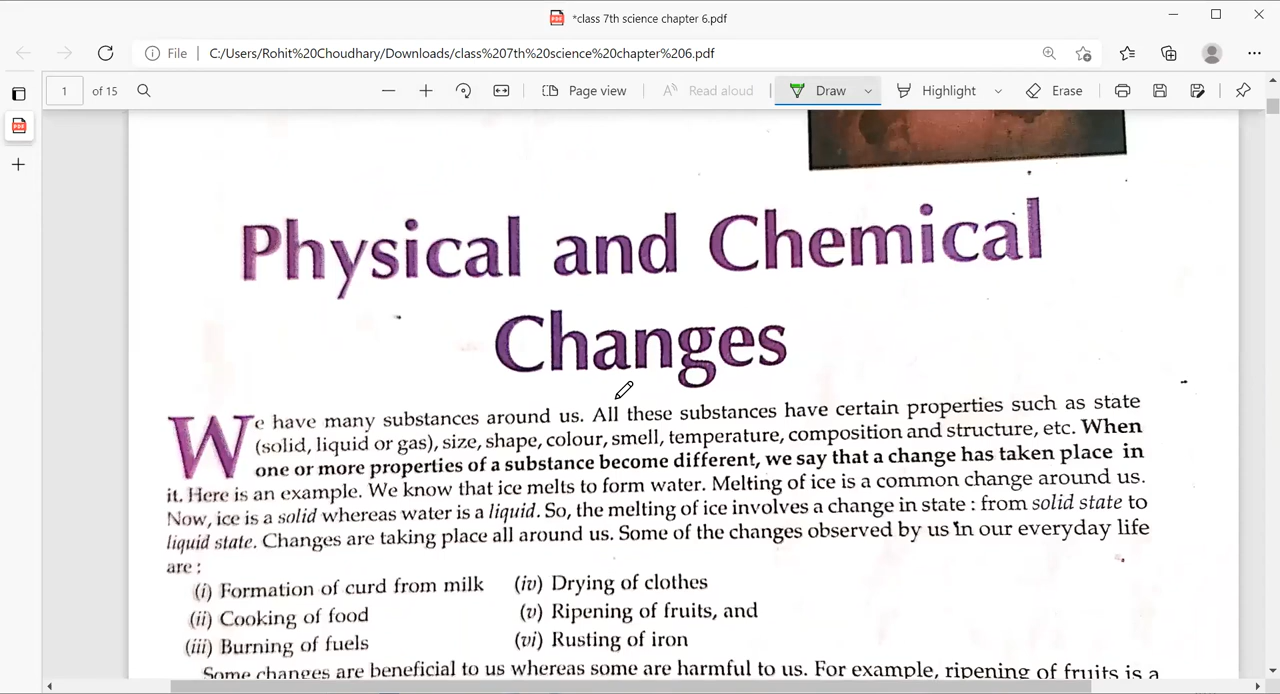 *class 7th science chapter 6.pdf
File | C:/Users/Rohit%20Choudhary/Downloads/class%207th%20science%20chapter%206.pdf
1 of 15 Page view Read aloud Draw Highlight Erase
Physical and Chemical
Changes
We have many substances around us. All these substances have certain properties such as state
(solid, liquid or gas), size, shape, colour, smell, temperature, composition and structure, etc. When
one or more properties of a substance become different, we say that a change has taken place in
it. Here is an example. We know that ice melts to form water. Melting of ice is a common change around us.
Now, ice is a solid whereas water is a liquid. So, the melting of ice involves a change in state : from solid state to
liquid state. Changes are taking place all around us. Some of the changes observed by us in our everyday life
are :
(i) Formation of curd from milk (iv) Drying of clothes
(ii) Cooking of food (v) Ripening of fruits, and
(iii) Burning of fuels (vi) Rusting of iron
Some changes are beneficial to us whereas some are harmful to us. For example, ripening of fruits is a